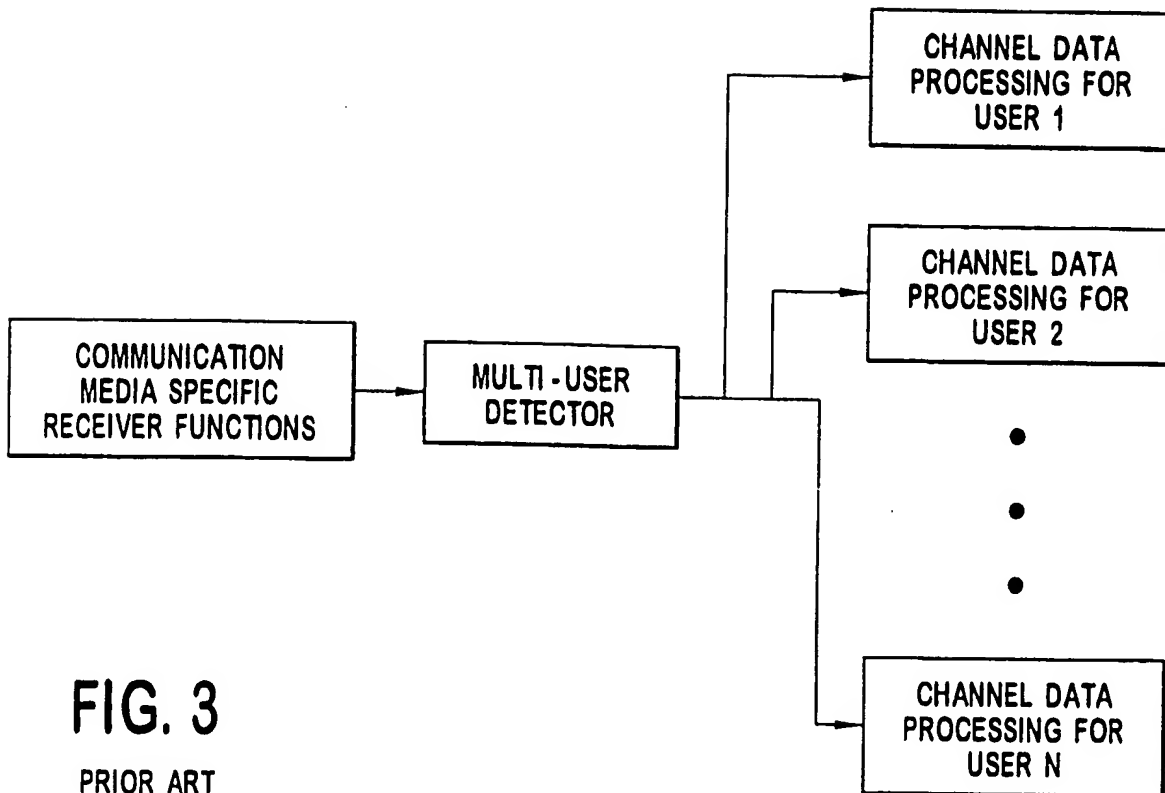 CHANNEL DATA
PROCESSING FOR
USER 1
CHANNEL DATA
PROCESSING FOR
USER 2
COMMUNICATION
MEDIA SPECIFIC
RECEIVER FUNCTIONS
MULTI-USER
DETECTOR
CHANNEL DATA
PROCESSING FOR
USER N
FIG. 3
PRIOR ART